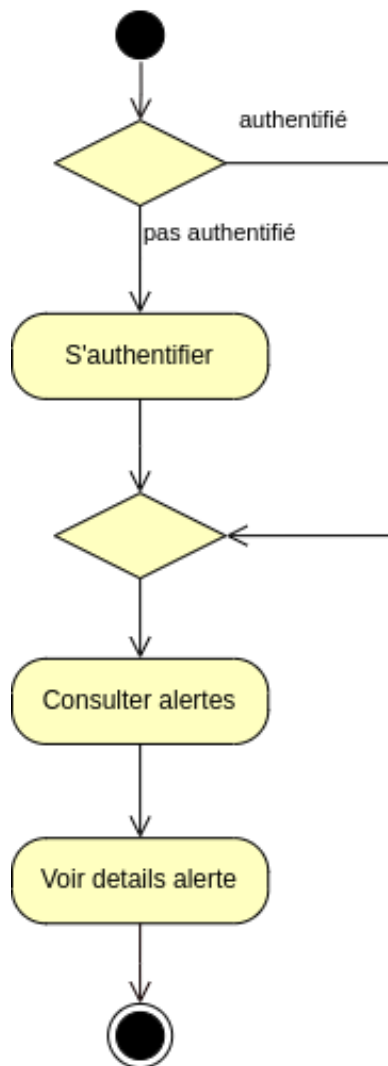 authentifié
pas authentifié
S'authentifier
Consulter alertes
Voir details alerte